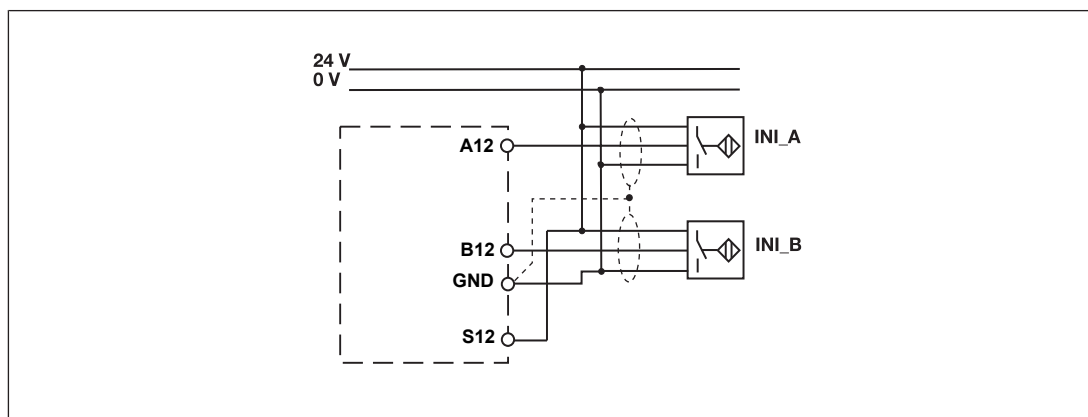 24 V
0 V
A12
INI_A
B12
INI_B
GND
S12